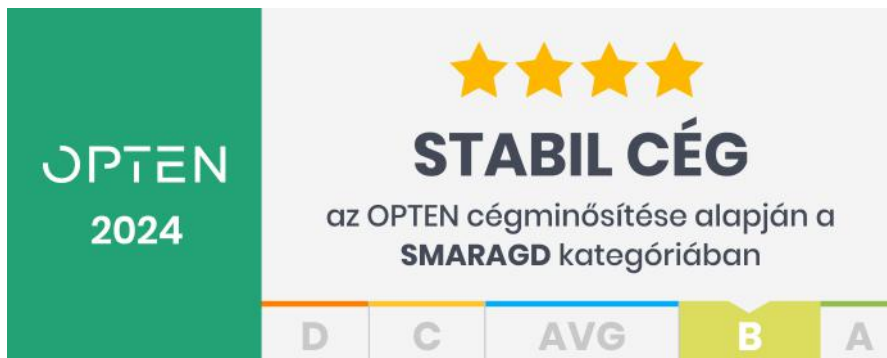 OPTEN
2024
STABIL CÉG
az OPTEN cégminősítése alapján a
SMARAGD kategóriában
D C AVG B A